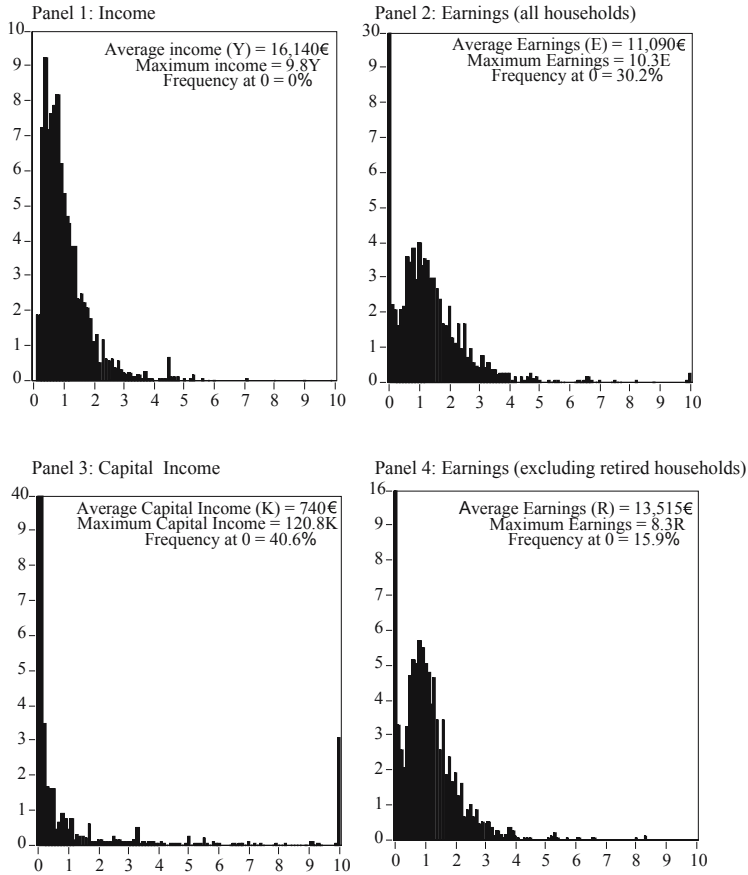 Panel 1: Income
10
9
8
7
6
5
4
3
2
1
0
Average income (Y) = 16,140€
Maximum income = 9.8Y
Frequency at 0 = 0%
0 1 2 3 4 5 6 7 8 9 10
Panel 2: Earnings (all households)
30
9
8
7
6
5
4
3
2
1
0
Average Earnings (E) = 11,090€
Maximum Earnings = 10.3E
Frequency at 0 = 30.2%
0 1 2 3 4 5 6 7 8 9 10
Panel 3: Capital Income
40
9
8
7
6
5
4
3
2
1
0
Average Capital Income (K) = 740€
Maximum Capital Income = 120.8K
Frequency at 0 = 40.6%
0 1 2 3 4 5 6 7 8 9 10
Panel 4: Earnings (excluding retired households)
16
9
8
7
6
5
4
3
2
1
0
Average Earnings (R) = 13,515€
Maximum Earnings = 8.3R
Frequency at 0 = 15.9%
0 1 2 3 4 5 6 7 8 9 10